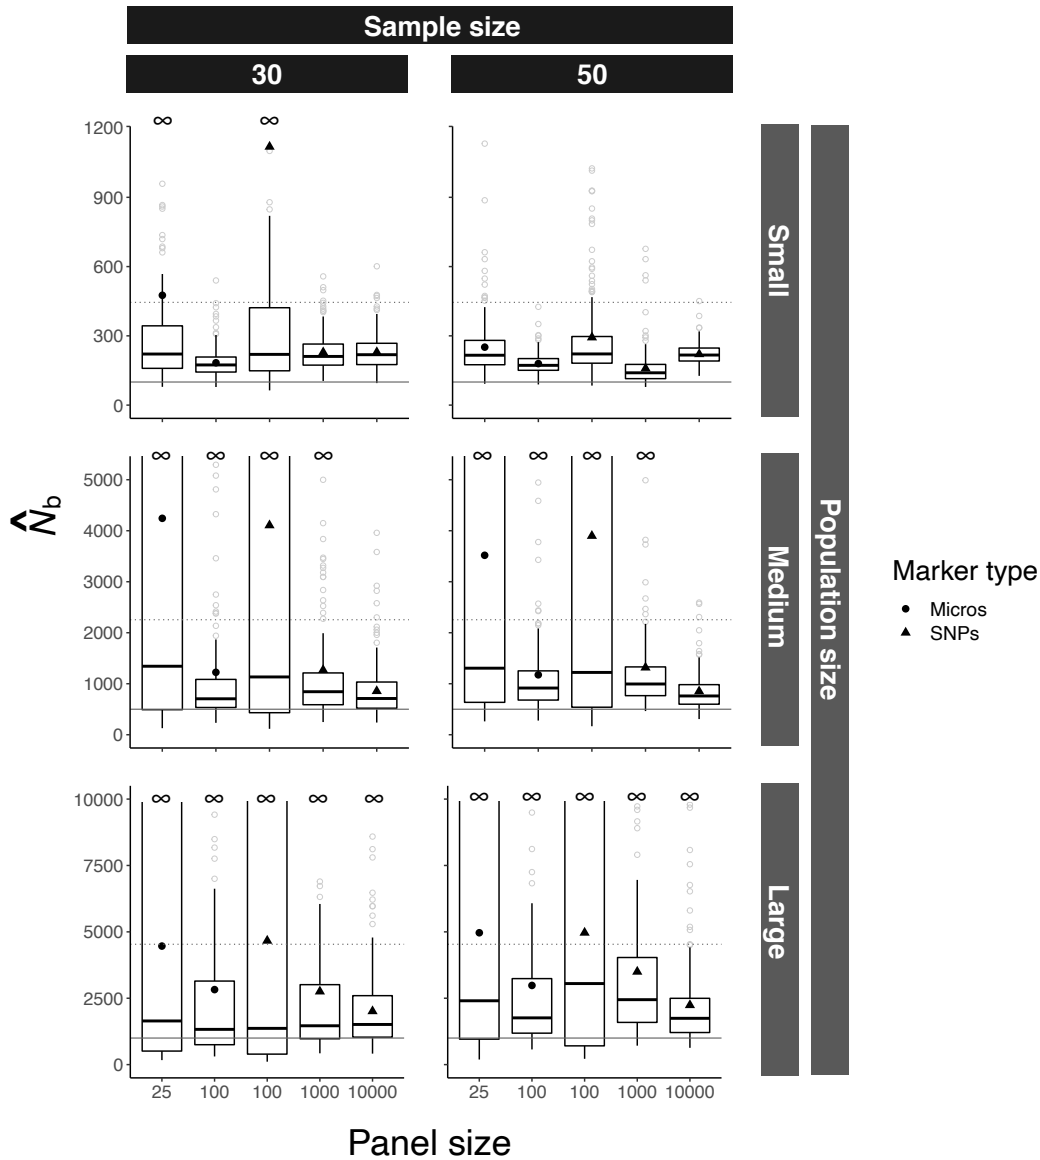 Sample size
30 50
∞ ∞
1200
900
600
300
0
Small
∞ ∞ ∞ ∞ ∞ ∞ ∞ ∞
5000
4000
3000
2000
1000
0
Medium
∞ ∞ ∞ ∞ ∞ ∞ ∞ ∞ ∞ ∞
10000
7500
5000
2500
0
Large
Population size
N̂b
25 100 100 1000 10000 25 100 100 1000 10000
Panel size
Marker type
Micros
SNPs